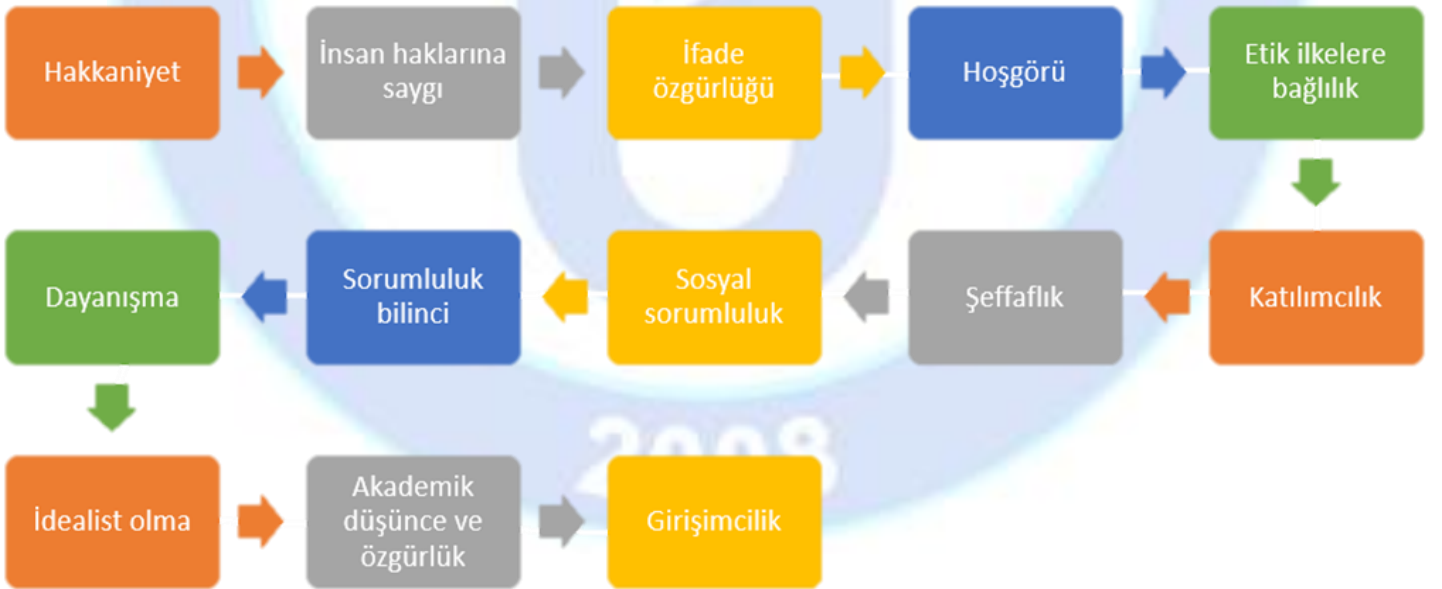 Hakkaniyet
İnsan haklarına
saygı
İfade
özgürlüğü
Hoşgörü
Etik ilkelere
bağlılık
Katılımcılık
Şeffaflık
Sosyal
sorumluluk
Sorumluluk
bilinci
Dayanışma
İdealist olma
Akademik
düşünce ve
özgürlük
Girişimcilik
2008